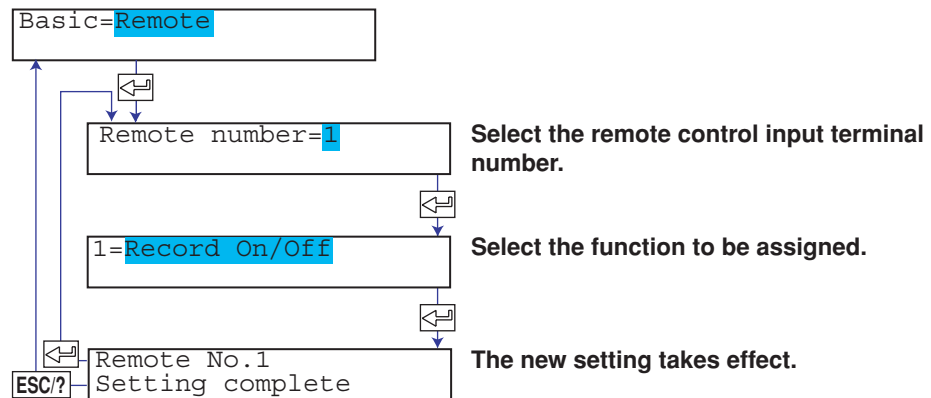 Basic=Remote
Remote number=1
Select the remote control input terminal
number.
1=Record On/Off
Select the function to be assigned.
Remote No.1
Setting complete
The new setting takes effect.
ESC/?